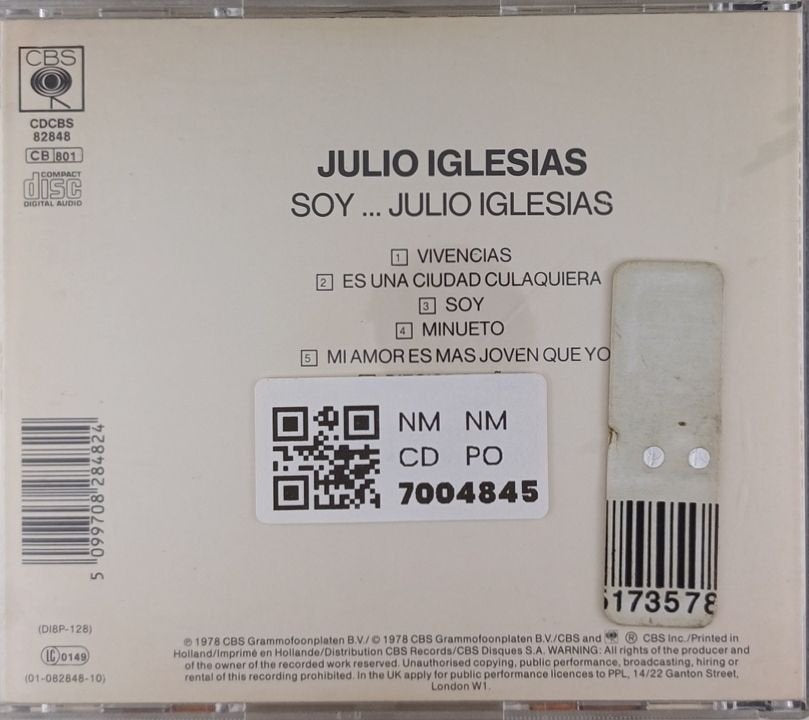 CBS
CDCBS
82848
CB 801
COMPACT
disc
DIGITAL AUDIO
JULIO IGLESIAS
SOY ... JULIO IGLESIAS
1 VIVENCIAS
2 ES UNA CIUDAD CULAQUIERA
3 SOY
4 MINUETO
5 MI AMOR ES MAS JOVEN QUE YO
NM NM
CD PO
7004845
5 099708 284824
173578
(DI8P-128)
LC 0149
(01-082848-10)
℗ 1978 CBS Grammofoonplaten B.V./ © 1978 CBS Grammofoonplaten B.V./CBS and ® CBS Inc./Printed in
Holland/Imprimé en Hollande/Distribution CBS Records/CBS Disques S.A. WARNING: All rights of the producer and
of the owner of the recorded work reserved. Unauthorised copying, public performance, broadcasting, hiring or
rental of this recording prohibited. In the UK apply for public performance licences to PPL, 14/22 Ganton Street,
London W1.